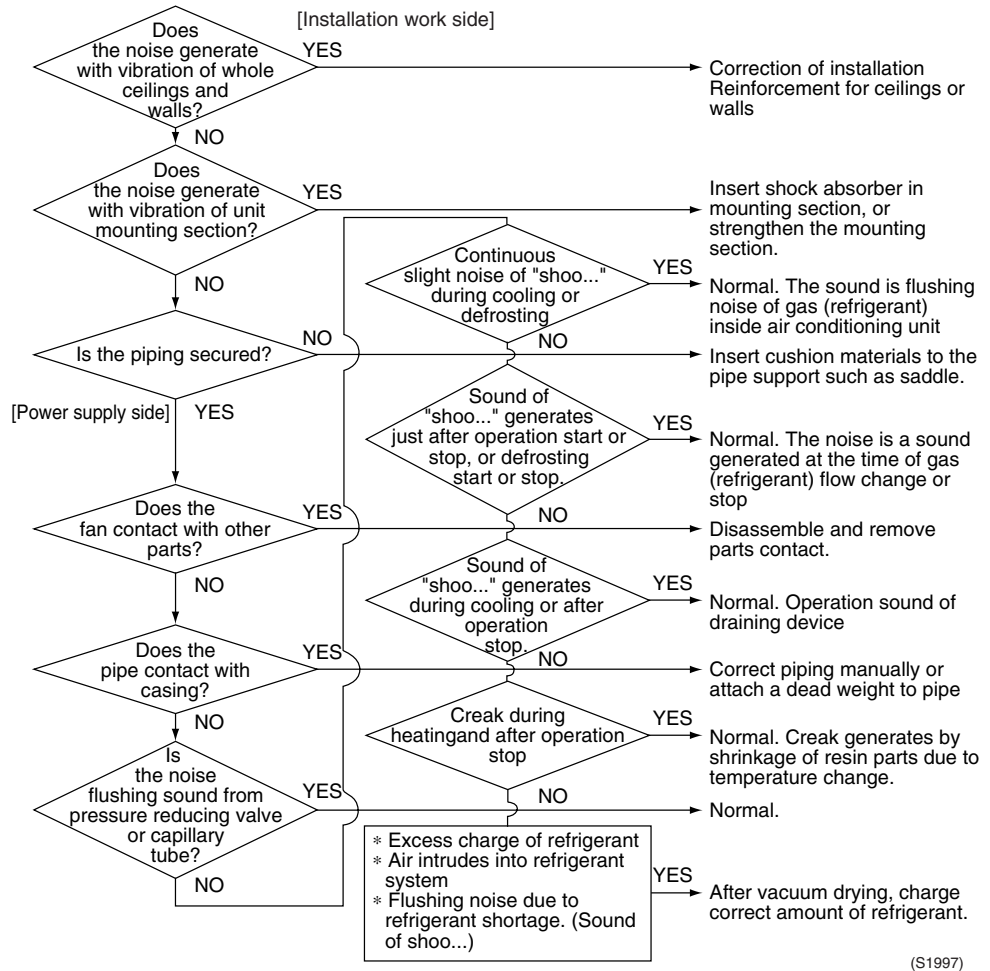 [Installation work side]
Does
the noise generate
with vibration of whole
ceilings and
walls?
YES
Correction of installation
Reinforcement for ceilings or
walls
NO
Does
the noise generate
with vibration of unit
mounting section?
YES
Insert shock absorber in
mounting section, or
strengthen the mounting
section.
NO
Is the piping secured?
NO
Insert cushion materials to the
pipe support such as saddle.
[Power supply side]
YES
Does the
fan contact with other
parts?
YES
Disassemble and remove
parts contact.
NO
Does the
pipe contact with
casing?
YES
Correct piping manually or
attach a dead weight to pipe
NO
Is
the noise
flushing sound from
pressure reducing valve
or capillary
tube?
YES
Normal.
NO
Continuous
slight noise of "shoo..."
during cooling or
defrosting
YES
Normal. The sound is flushing
noise of gas (refrigerant)
inside air conditioning unit
NO
Sound of
"shoo..." generates
just after operation start or
stop, or defrosting
start or stop.
YES
Normal. The noise is a sound
generated at the time of gas
(refrigerant) flow change or
stop
NO
Sound of
"shoo..." generates
during cooling or after
operation
stop.
YES
Normal. Operation sound of
draining device
NO
Creak during
heatingand after operation
stop
YES
Normal. Creak generates by
shrinkage of resin parts due to
temperature change.
NO
* Excess charge of refrigerant
* Air intrudes into refrigerant
system
* Flushing noise due to
refrigerant shortage. (Sound
of shoo...)
YES
After vacuum drying, charge
correct amount of refrigerant.
(S1997)